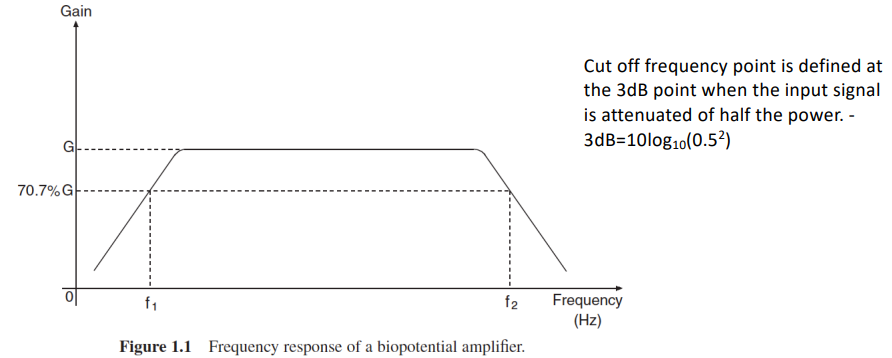 Gain
Cut off frequency point is defined at
the 3dB point when the input signal
is attenuated of half the power. -
3dB=10log₁₀(0.5²)
G
70.7%G
0
f₁
f₂
Frequency
(Hz)
Figure 1.1 Frequency response of a biopotential amplifier.